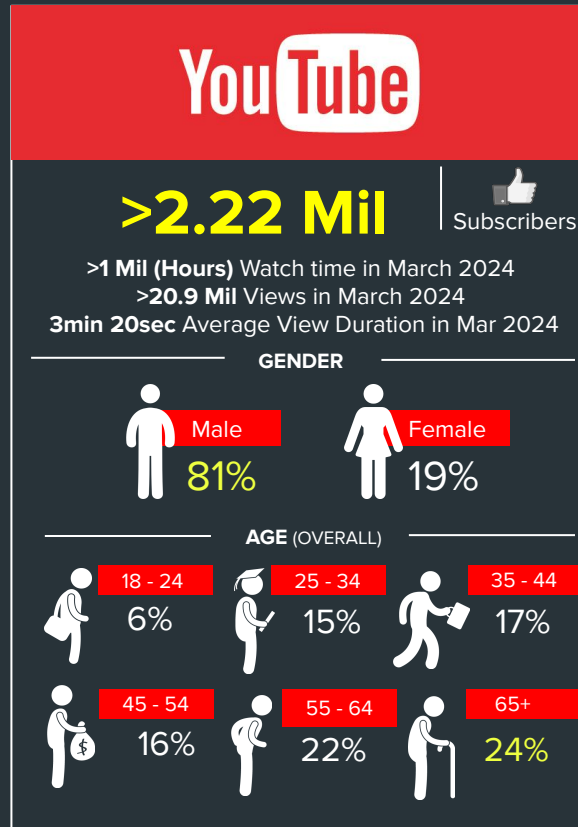 YouTube
>2.22 Mil
Subscribers
>1 Mil (Hours) Watch time in March 2024
>20.9 Mil Views in March 2024
3min 20sec Average View Duration in Mar 2024
GENDER
Male
81%
Female
19%
AGE (OVERALL)
18 - 24
6%
25 - 34
15%
35 - 44
17%
45 - 54
16%
$
55 - 64
22%
65+
24%